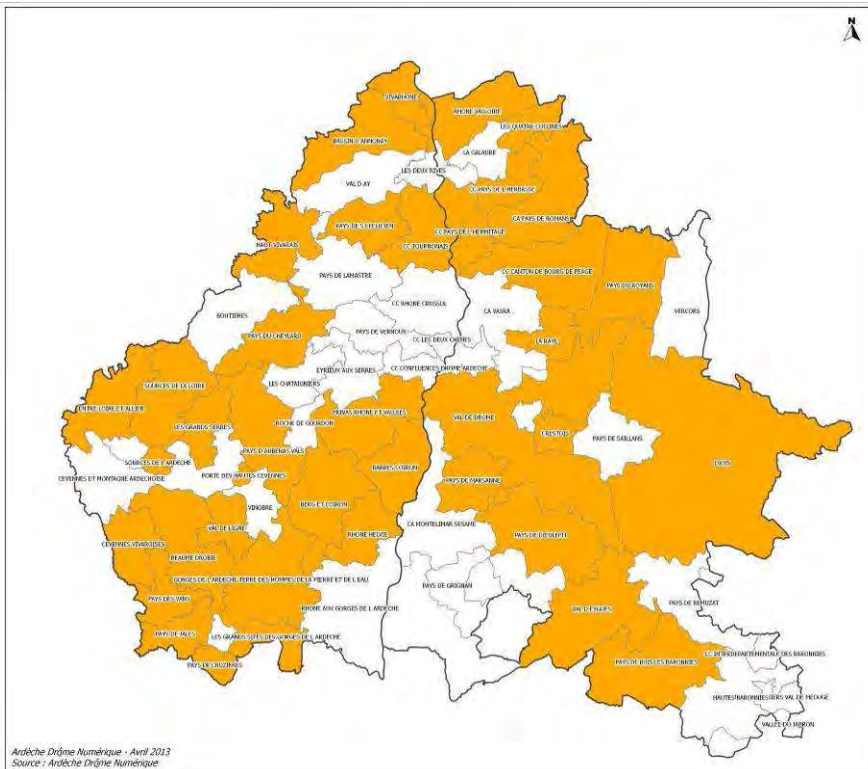 N
VIVARHONE
RHONE VALLOIRE
LES QUATRE COLLINES
BASSIN D'ANNONAY
LA GALAURE
LES DEUX RIVES
VAL D AY
CC PAYS DE L'HERBASSE
PAYS DE ST FELICIEN
CA PAYS DE ROMANS
CC PAYS DE L'HERMITAGE
HAUT VIVARAIS
CC TOURNONAIS
PAYS DE LAMASTRE
CC CANTON DE BOURG DE PEAGE
PAYS DU ROYANS
CC RHONE CRUSSOL
BOUTIERES
CA VASRA
VERCORS
PAYS DE VERNOUX
PAYS DU CHEYLARD
CC LES DEUX CHENES
LA RAYE
EYRIEUX AUX SERRES
CC CONFLUENCES DROME ARDECHE
SOURCES DE LA LOIRE
LES CHATAIGNIERS
ENTRE LOIRE ET ALLIER
PRIVAS RHONE ET VALLEES
VAL DE DROME
LES GRANDS SERRES
ROCHE DE GOURDON
CRESTOIS
PAYS DE SAILLANS
PAYS D'AUBENAS VALS
DIOIS
SOURCES DE L'ARDECHE
BARRES COIRON
CEVENNES ET MONTAGNE ARDECHOISE
PORTE DES HAUTES CEVENNES
PAYS DE MARSANNE
VINOBRE
BERG ET COIRON
CA MONTELIMAR SESAME
VAL DE LIGNE
RHONE HELVIE
PAYS DE DIEULEFIT
CEVENNES VIVAROISES
BEAUME DROBIE
GORGES DE L'ARDECHE TERRE DES HOMMES DE LA PIERRE ET DE L'EAU
PAYS DE GRIGNAN
PAYS DES VANS
RHONE AUX GORGES DE L'ARDECHE
PAYS DE REMUZAT
VAL D'EYGUES
PAYS DE JALES
LES GRANDS SITES DES GORGES DE L'ARDECHE
CC INTERDEPARTEMENTALE DES BARONNIES
PAYS DE BUIS LES BARONNIES
PAYS DE CRUZIERES
HAUTES BARONNIES
IERS VAL DE MEOUGE
VALLEE DU JABRON
Ardèche Drôme Numérique - Avril 2013
Source : Ardèche Drôme Numérique